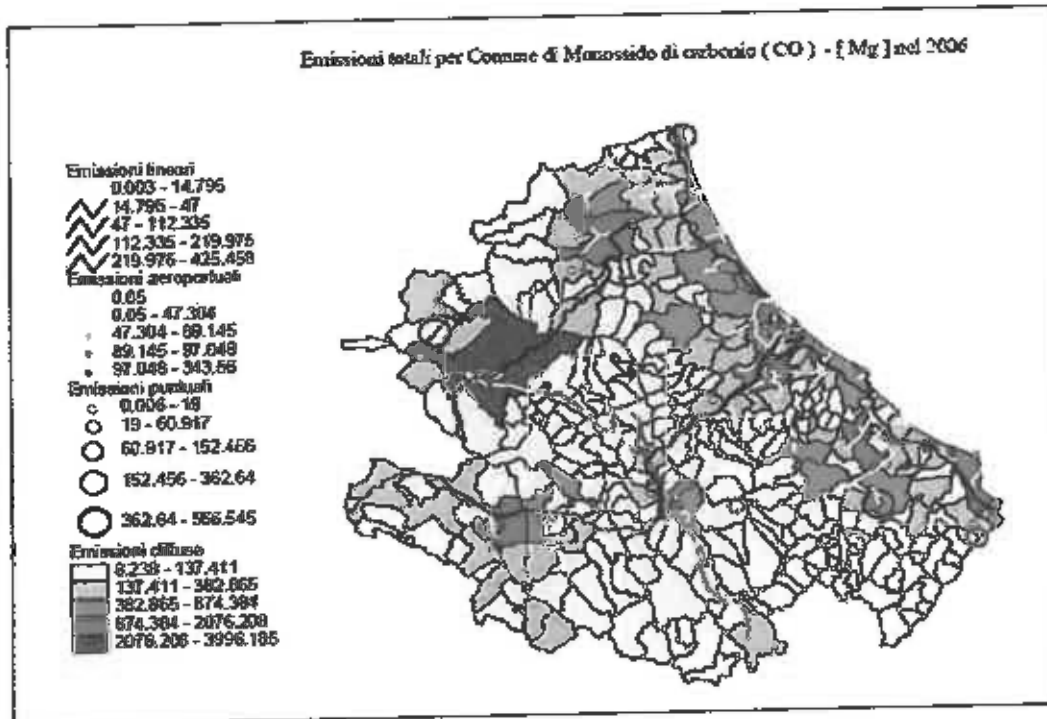 Emissioni totali per Comune di Monossido di carbonio ( CO ) - [ Mg ] nel 2006
Emissioni lineari
0.003 - 14.795
14.795 - 47
47 - 112.335
112.335 - 219.975
219.975 - 425.458
Emissioni aeroportuali
0.05
0.05 - 47.304
47.304 - 89.145
89.145 - 97.048
97.048 - 343.56
Emissioni puntuali
0.006 - 19
19 - 60.917
60.917 - 152.456
152.456 - 362.64
362.64 - 566.545
Emissioni diffuse
8.238 - 137.411
137.411 - 382.865
382.865 - 874.384
874.384 - 2076.208
2076.208 - 3996.185